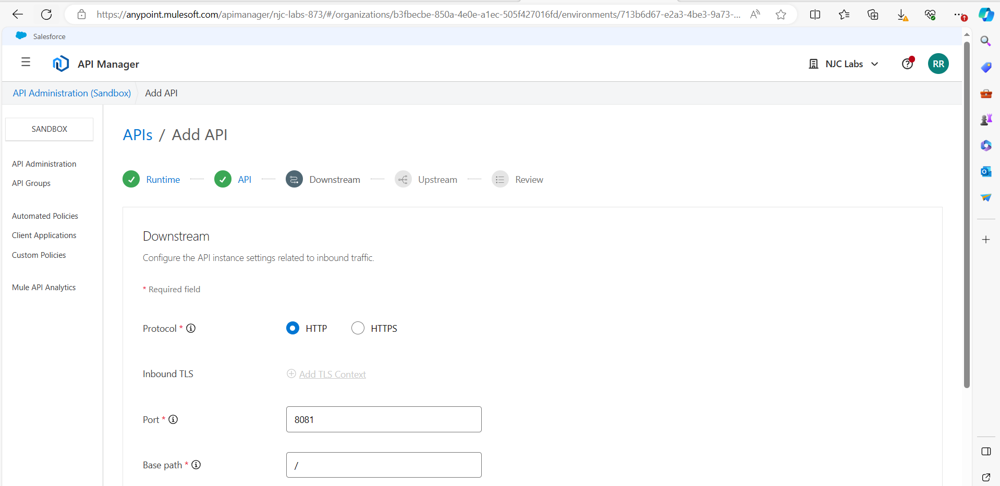 https://anypoint.mulesoft.com/apimanager/njc-labs-873/#/organizations/b3fbecbe-850a-4e0e-a1ec-505f427016fd/environments/713b6d67-e2a3-4be3-9a73-...
Salesforce
API Manager
NJC Labs
RR
API Administration (Sandbox)
Add API
SANDBOX
API Administration
API Groups
Automated Policies
Client Applications
Custom Policies
Mule API Analytics
APIs / Add API
Runtime
API
Downstream
Upstream
Review
Downstream
Configure the API instance settings related to inbound traffic.
* Required field
Protocol *
HTTP
HTTPS
Inbound TLS
Add TLS Context
Port *
8081
Base path *
/